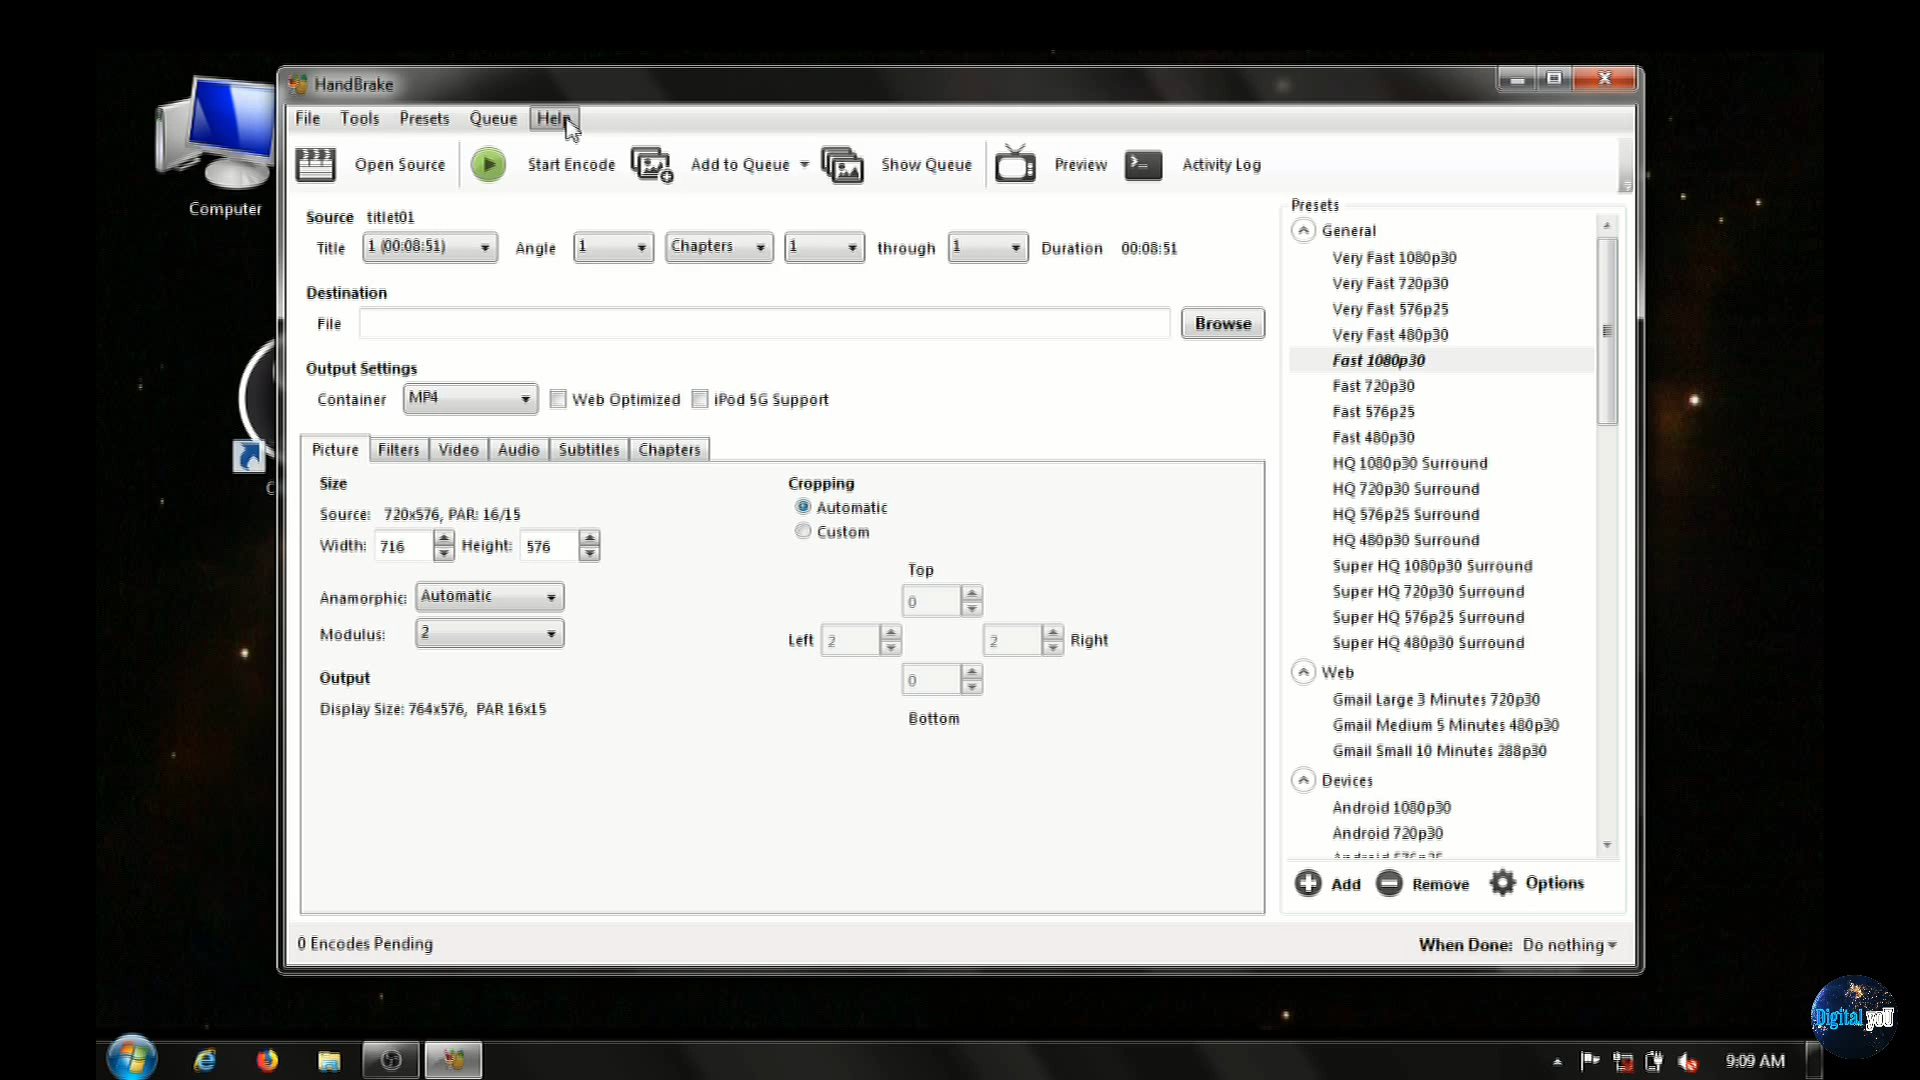 HandBrake
File Tools Presets Queue Help
Open Source Start Encode Add to Queue Show Queue Preview Activity Log
Computer
Source titlet01
Title 1 (00:08:51) Angle 1 Chapters 1 through 1 Duration 00:08:51
Destination
File Browse
Output Settings
Container MP4 Web Optimized iPod 5G Support
Picture Filters Video Audio Subtitles Chapters
Size
Source: 720x576, PAR: 16/15
Width: 716 Height: 576
Anamorphic: Automatic
Modulus: 2
Output
Display Size: 764x576, PAR 16x15
Cropping
Automatic
Custom
Top
0
Left 2 2 Right
0
Bottom
Presets
General
Very Fast 1080p30
Very Fast 720p30
Very Fast 576p25
Very Fast 480p30
Fast 1080p30
Fast 720p30
Fast 576p25
Fast 480p30
HQ 1080p30 Surround
HQ 720p30 Surround
HQ 576p25 Surround
HQ 480p30 Surround
Super HQ 1080p30 Surround
Super HQ 720p30 Surround
Super HQ 576p25 Surround
Super HQ 480p30 Surround
Web
Gmail Large 3 Minutes 720p30
Gmail Medium 5 Minutes 480p30
Gmail Small 10 Minutes 288p30
Devices
Android 1080p30
Android 720p30
Add Remove Options
0 Encodes Pending
When Done: Do nothing
Digital yoU
9:09 AM